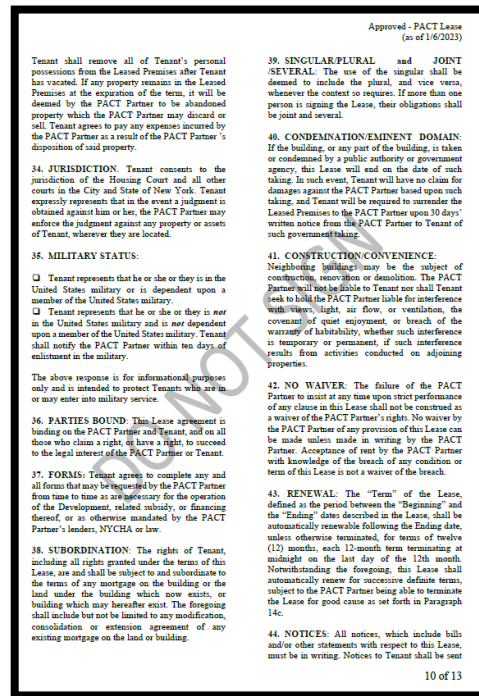 Approved - PACT Lease
(as of 1/6/2023)
Tenant shall remove all of Tenant's personal
possessions from the Leased Premises after Tenant
has vacated. If any property remains in the Leased
Premises at the expiration of the term, it will be
deemed by the PACT Partner to be abandoned
property which the PACT Partner may discard or
sell. Tenant agrees to pay any expenses incurred by
the PACT Partner as a result of the PACT Partner 's
disposition of said property.
34. JURISDICTION. Tenant consents to the
jurisdiction of the Housing Court and all other
courts in the City and State of New York. Tenant
expressly represents that in the event a judgment is
obtained against him or her, the PACT Partner may
enforce the judgment against any property or assets
of Tenant, wherever they are located.
35. MILITARY STATUS:
☐ Tenant represents that he or she or they is in the
United States military or is dependent upon a
member of the United States military.
☐ Tenant represents that he or she or they is not
in the United States military and is not dependent
upon a member of the United States military. Tenant
shall notify the PACT Partner within ten days of
enlistment in the military.
The above response is for informational purposes
only and is intended to protect Tenants who are in
or may enter into military service.
36. PARTIES BOUND: This Lease agreement is
binding on the PACT Partner and Tenant, and on all
those who claim a right, or have a right, to succeed
to the legal interest of the PACT Partner or Tenant.
37. FORMS: Tenant agrees to complete any and
all forms that may be requested by the PACT Partner
from time to time as are necessary for the operation
of the Development, related subsidy, or financing
thereof, or as otherwise mandated by the PACT
Partner's lenders, NYCHA or law.
38. SUBORDINATION: The rights of Tenant,
including all rights granted under the terms of this
Lease, are and shall be subject to and subordinate to
the terms of any mortgage on the building or the
land under the building which now exists, or
building which may hereafter exist. The foregoing
shall include but not be limited to any modification,
consolidation or extension agreement of any
existing mortgage on the land or building.
39. SINGULAR/PLURAL and JOINT
/SEVERAL: The use of the singular shall be
deemed to include the plural, and vice versa,
whenever the context so requires. If more than one
person is signing the Lease, their obligations shall
be joint and several.
40. CONDEMNATION/EMINENT DOMAIN:
If the building, or any part of the building, is taken
or condemned by a public authority or government
agency, this Lease will end on the date of such
taking. In such event, Tenant will have no claim for
damages against the PACT Partner based upon such
taking, and Tenant will be required to surrender the
Leased Premises to the PACT Partner upon 30 days'
written notice from the PACT Partner to Tenant of
such government taking.
41. CONSTRUCTION/CONVENIENCE:
Neighboring buildings may be the subject of
construction, renovation or demolition. The PACT
Partner will not be liable to Tenant nor shall Tenant
seek to hold the PACT Partner liable for interference
with views, light, air flow, or ventilation, the
covenant of quiet enjoyment, or breach of the
warranty of habitability, whether such interference
is temporary or permanent, if such interference
results from activities conducted on adjoining
properties.
42. NO WAIVER: The failure of the PACT
Partner to insist at any time upon strict performance
of any clause in this Lease shall not be construed as
a waiver of the PACT Partner's rights. No waiver by
the PACT Partner of any provision of this Lease can
be made unless made in writing by the PACT
Partner. Acceptance of rent by the PACT Partner
with knowledge of the breach of any condition or
term of this Lease is not a waiver of the breach.
43. RENEWAL: The "Term" of the Lease,
defined as the period between the "Beginning" and
the "Ending" dates described in the Lease, shall be
automatically renewable following the Ending date,
unless otherwise terminated, for terms of twelve
(12) months, each 12-month term terminating at
midnight on the last day of the 12th month.
Notwithstanding the foregoing, this Lease shall
automatically renew for successive definite terms,
subject to the PACT Partner being able to terminate
the Lease for good cause as set forth in Paragraph
14c.
44. NOTICES: All notices, which include bills
and/or other statements with respect to this Lease,
must be in writing. Notices to Tenant shall be sent
DO NOT SIGN
10 of 13